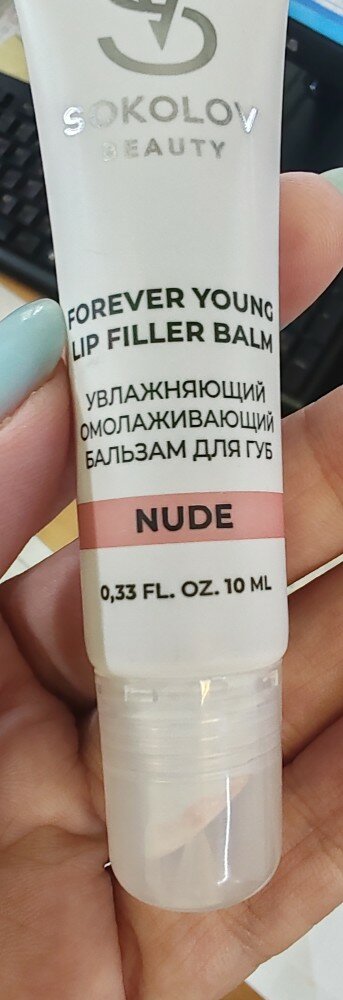 SOKOLOV
BEAUTY
FOREVER YOUNG
LIP FILLER BALM
УВЛАЖНЯЮЩИЙ
ОМОЛАЖИВАЮЩИЙ
БАЛЬЗАМ ДЛЯ ГУБ
NUDE
0,33 FL. OZ. 10 ML